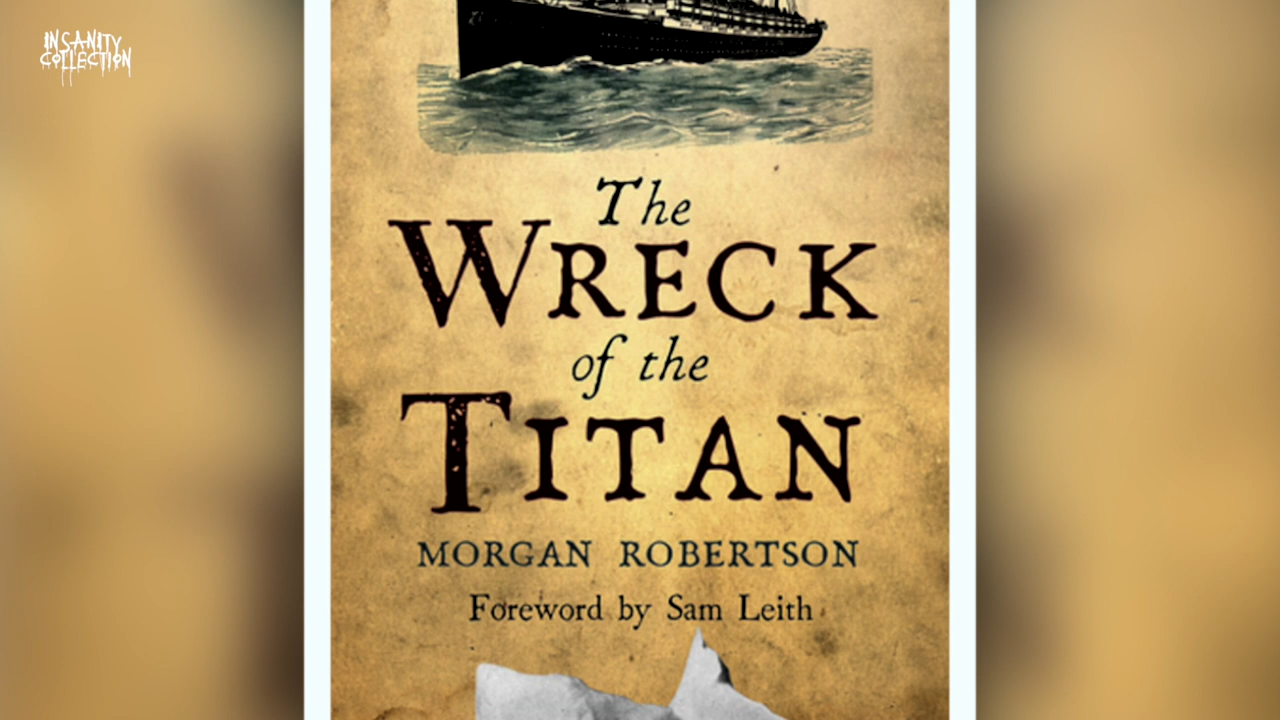 INSANITY
COLLECTION
The
WRECK
of the
TITAN
MORGAN ROBERTSON
Foreword by Sam Leith